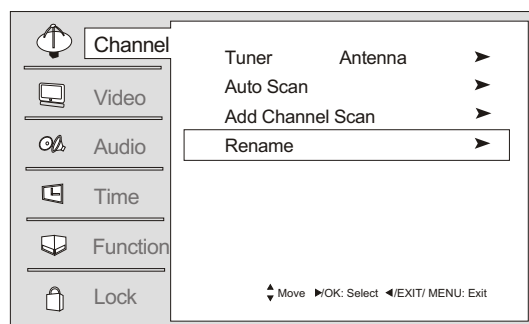 Channel
Video
Audio
Time
Function
Lock
Tuner Antenna
Auto Scan
Add Channel Scan
Rename
Move /OK: Select /EXIT/ MENU: Exit